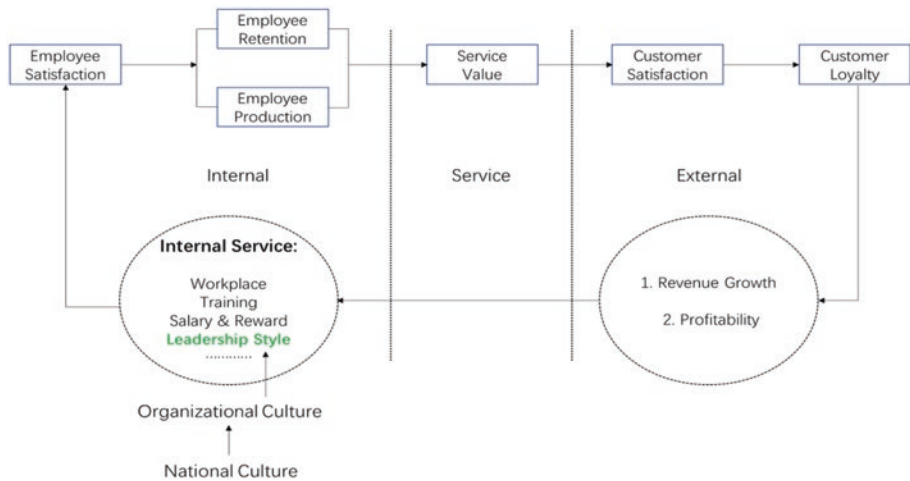 Employee
Satisfaction
Employee
Retention
Employee
Production
Service
Value
Customer
Satisfaction
Customer
Loyalty
Internal
Service
External
Internal Service:
Workplace
Training
Salary & Reward
Leadership Style
............
1. Revenue Growth
2. Profitability
Organizational Culture
National Culture